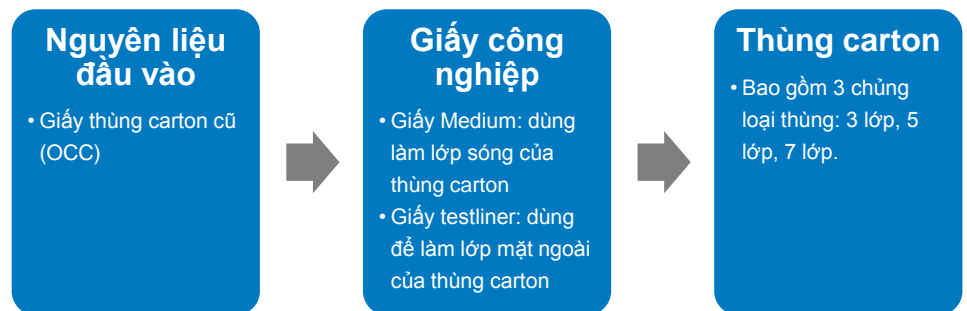 Nguyên liệu
đầu vào
• Giấy thùng carton cũ
(OCC)
Giấy công
nghiệp
• Giấy Medium: dùng
làm lớp sóng của
thùng carton
• Giấy testliner: dùng
để làm lớp mặt ngoài
của thùng carton
Thùng carton
• Bao gồm 3 chủng
loại thùng: 3 lớp, 5
lớp, 7 lớp.